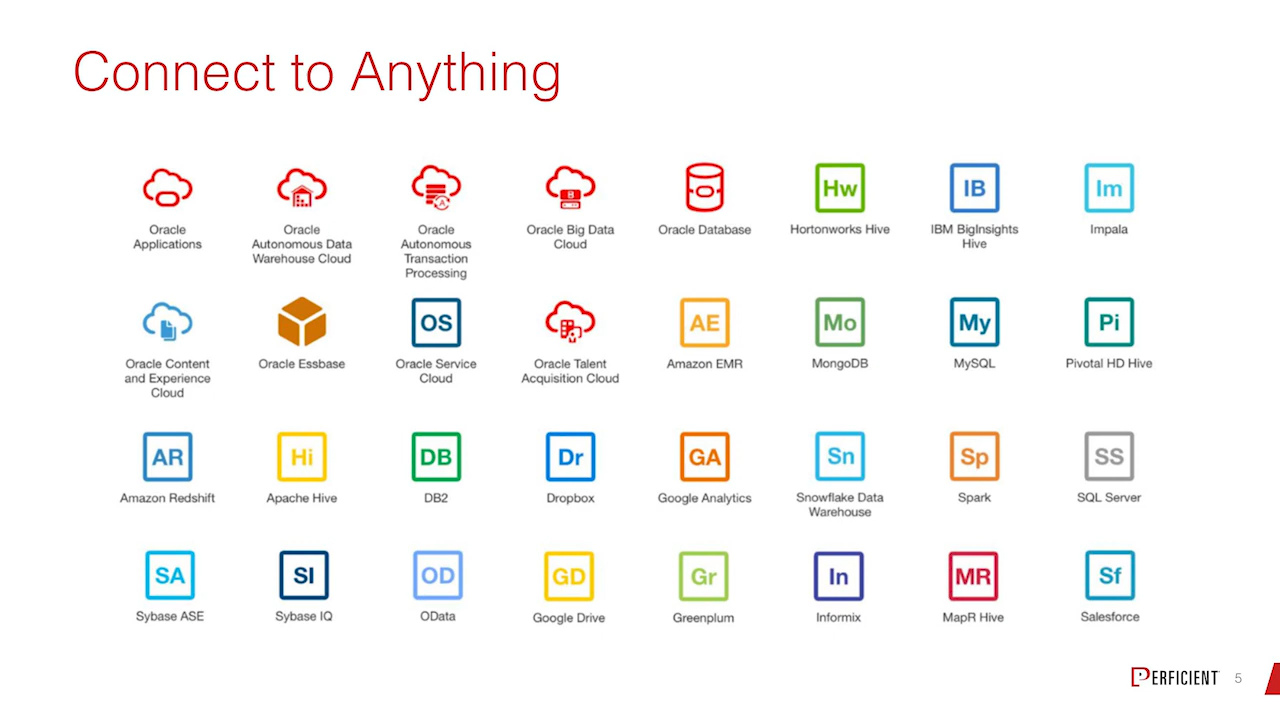 Connect to Anything
Hw
IB
Im
Oracle
Applications
Oracle
Autonomous Data
Warehouse Cloud
Oracle
Autonomous
Transaction
Processing
Oracle Big Data
Cloud
Oracle Database
Hortonworks Hive
IBM BigInsights
Hive
Impala
OS
AE
Mo
My
Pi
Oracle Content
and Experience
Cloud
Oracle Essbase
Oracle Service
Cloud
Oracle Talent
Acquisition Cloud
Amazon EMR
MongoDB
MySQL
Pivotal HD Hive
AR
Hi
DB
Dr
GA
Sn
Sp
SS
Amazon Redshift
Apache Hive
DB2
Dropbox
Google Analytics
Snowflake Data
Warehouse
Spark
SQL Server
SA
SI
OD
GD
Gr
In
MR
Sf
Sybase ASE
Sybase IQ
OData
Google Drive
Greenplum
Informix
MapR Hive
Salesforce
PERFICIENT
5